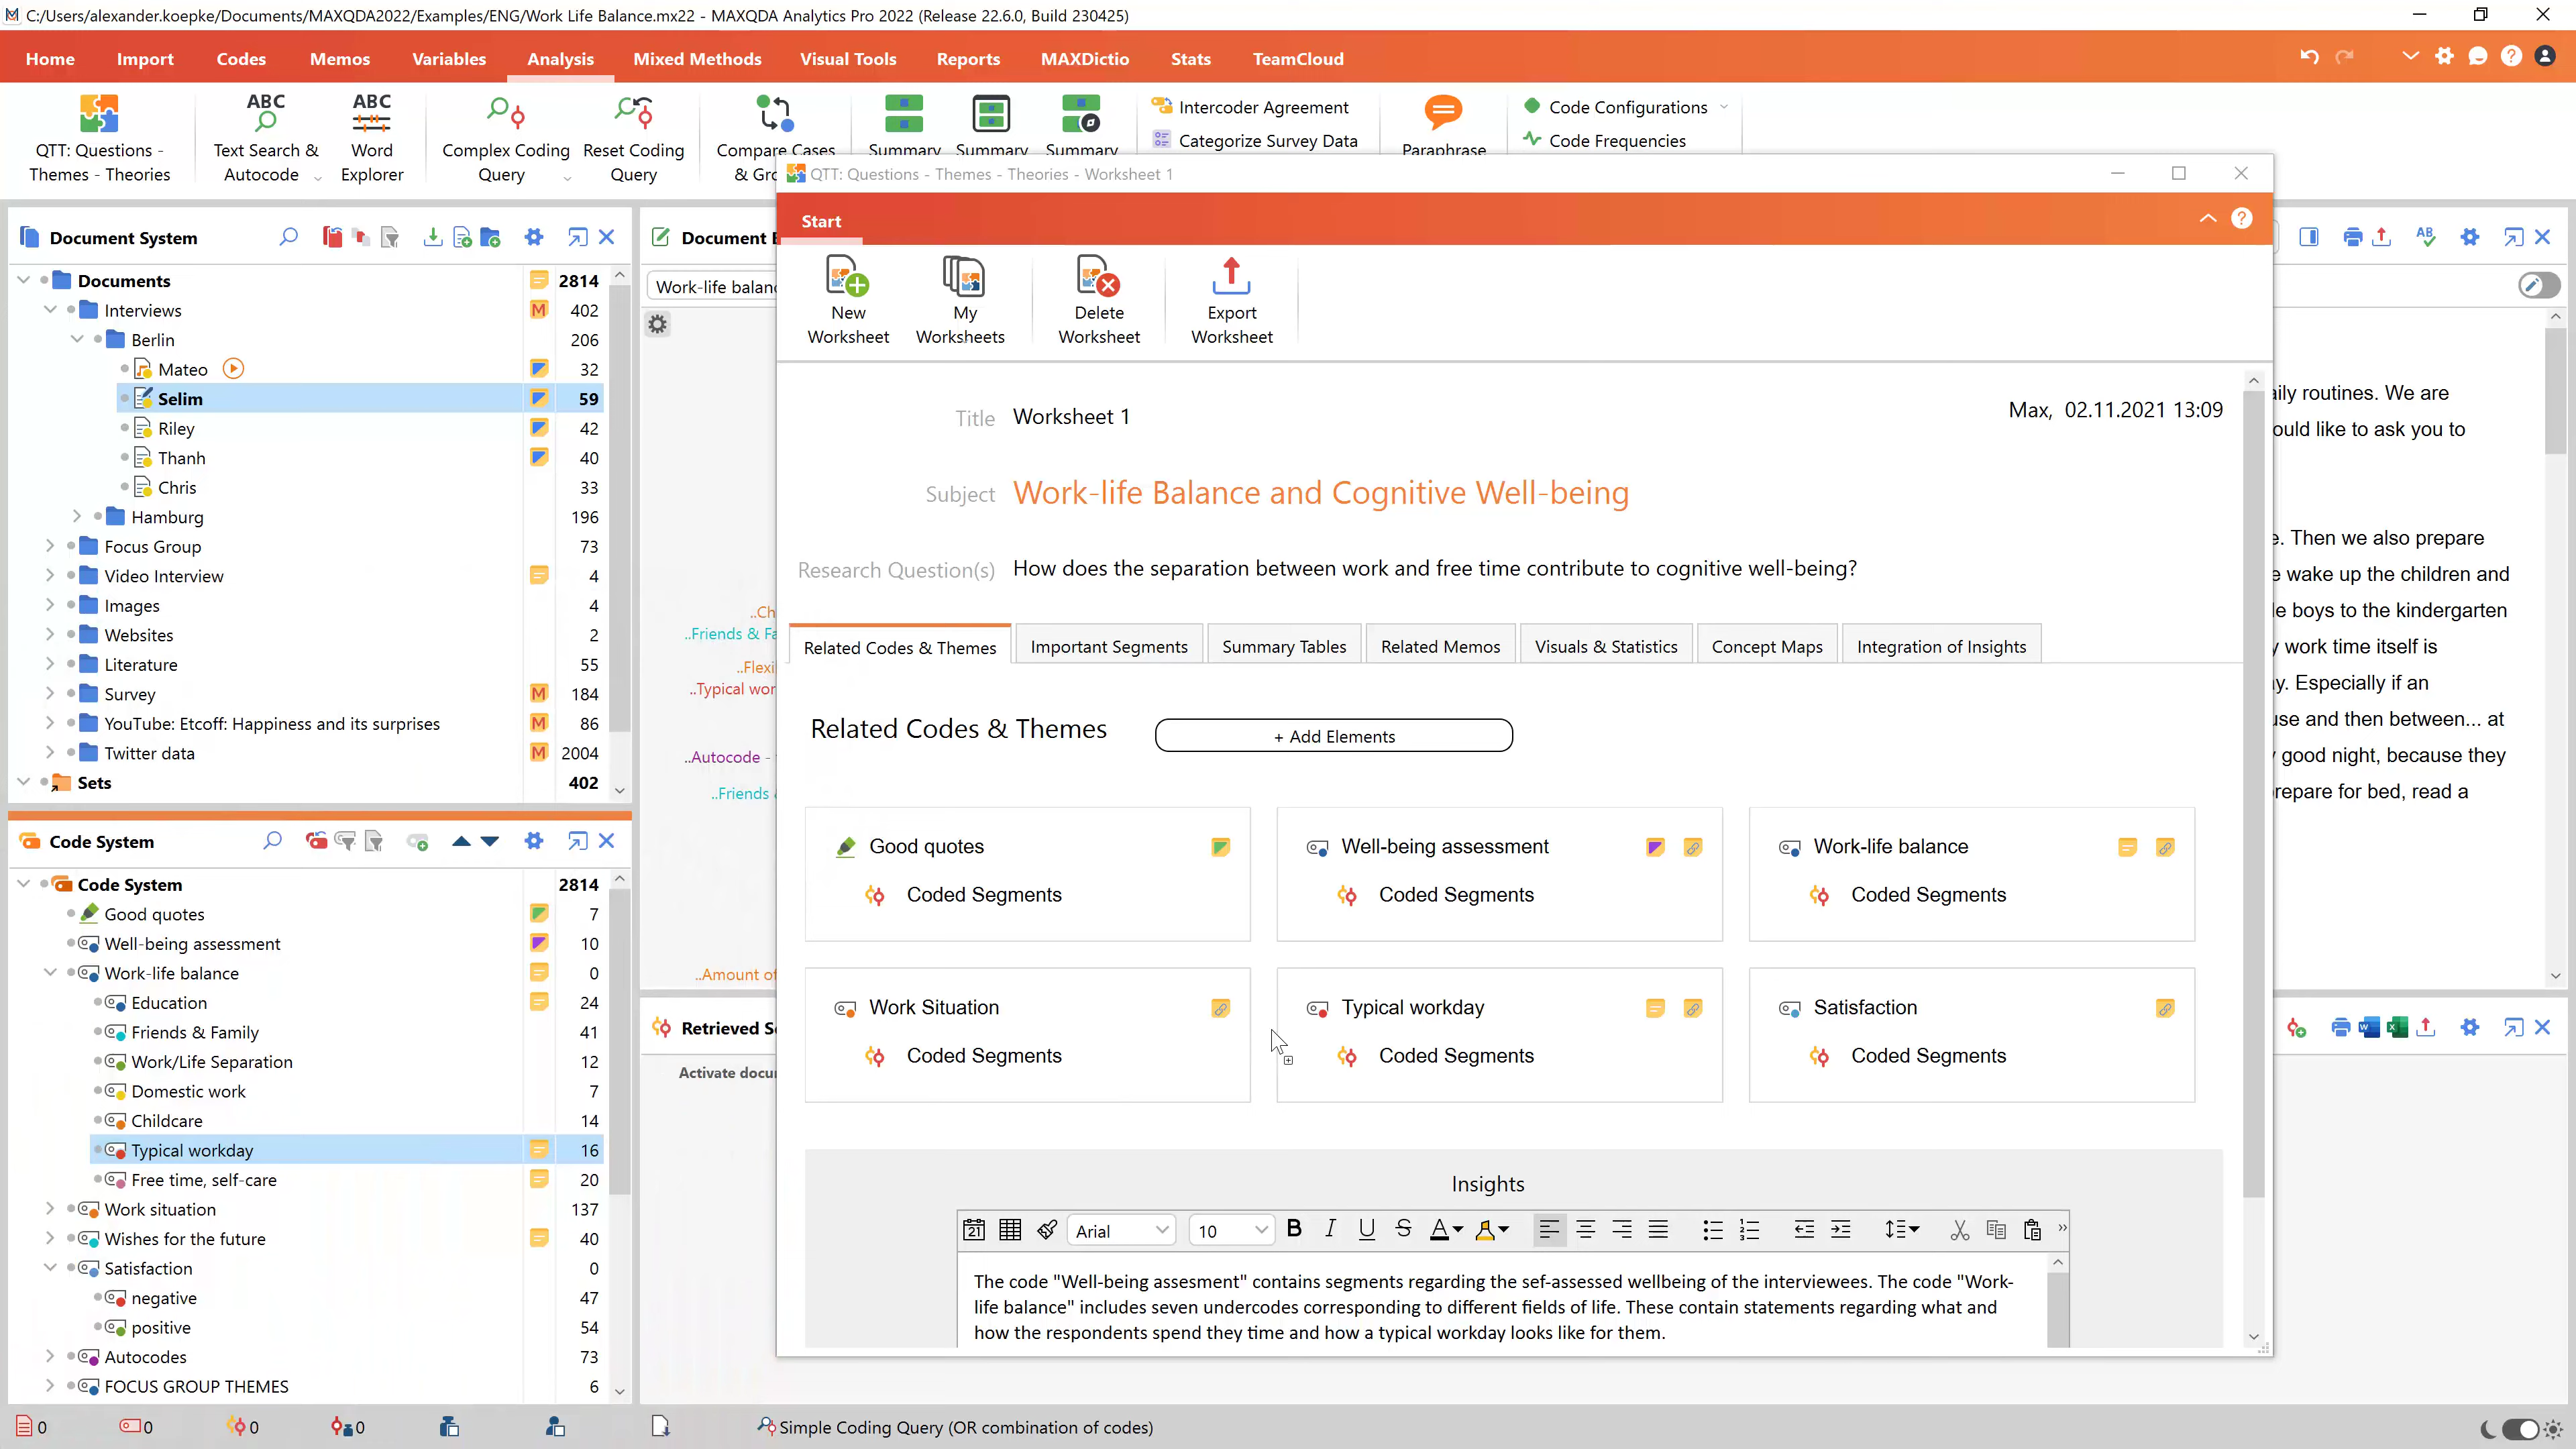 C:/Users/alexander.koepke/Documents/MAXQDA2022/Examples/ENG/Work Life Balance.mx22 - MAXQDA Analytics Pro 2022 (Release 22.6.0, Build 230425)
Home Import Codes Memos Variables Analysis Mixed Methods Visual Tools Reports MAXDictio Stats TeamCloud
QTT: Questions - Themes - Theories
ABC Text Search & Autocode
ABC Word Explorer
Complex Coding Query
Reset Coding Query
Compare Cases & Gro
Summary Summary Summary
Intercoder Agreement
Categorize Survey Data
Paraphrase
Code Configurations
Code Frequencies
Document System
Documents 2814
Interviews M 402
Berlin 206
Mateo 32
Selim 59
Riley 42
Thanh 40
Chris 33
Hamburg 196
Focus Group 73
Video Interview 4
Images 4
Websites 2
Literature 55
Survey M 184
YouTube: Etcoff: Happiness and its surprises M 86
Twitter data M 2004
Sets 402
Code System
Code System 2814
Good quotes 7
Well-being assessment 10
Work-life balance 0
Education 24
Friends & Family 41
Work/Life Separation 12
Domestic work 7
Childcare 14
Typical workday 16
Free time, self-care 20
Work situation 137
Wishes for the future 40
Satisfaction 0
negative 47
positive 54
Autocodes 73
FOCUS GROUP THEMES 6
Document
Work-life balan
..Ch
..Friends & Fa
..Flexi
..Typical wor
..Autocode -
..Friends
..Amount of
Retrieved Se
Activate docu
QTT: Questions - Themes - Theories - Worksheet 1
Start
New Worksheet
My Worksheets
Delete Worksheet
Export Worksheet
Title Worksheet 1
Max, 02.11.2021 13:09
Subject Work-life Balance and Cognitive Well-being
Research Question(s) How does the separation between work and free time contribute to cognitive well-being?
Related Codes & Themes Important Segments Summary Tables Related Memos Visuals & Statistics Concept Maps Integration of Insights
Related Codes & Themes
+ Add Elements
Good quotes
Coded Segments
Well-being assessment
Coded Segments
Work-life balance
Coded Segments
Work Situation
Coded Segments
Typical workday
Coded Segments
Satisfaction
Coded Segments
Insights
21 Arial 10 B I U S A
The code "Well-being assesment" contains segments regarding the sef-assessed wellbeing of the interviewees. The code "Work-
life balance" includes seven undercodes corresponding to different fields of life. These contain statements regarding what and
how the respondents spend they time and how a typical workday looks like for them.
AB
ily routines. We are
ould like to ask you to
e. Then we also prepare
e wake up the children and
le boys to the kindergarten
y work time itself is
y. Especially if an
use and then between... at
good night, because they
repare for bed, read a
0 0 0 0
Simple Coding Query (OR combination of codes)